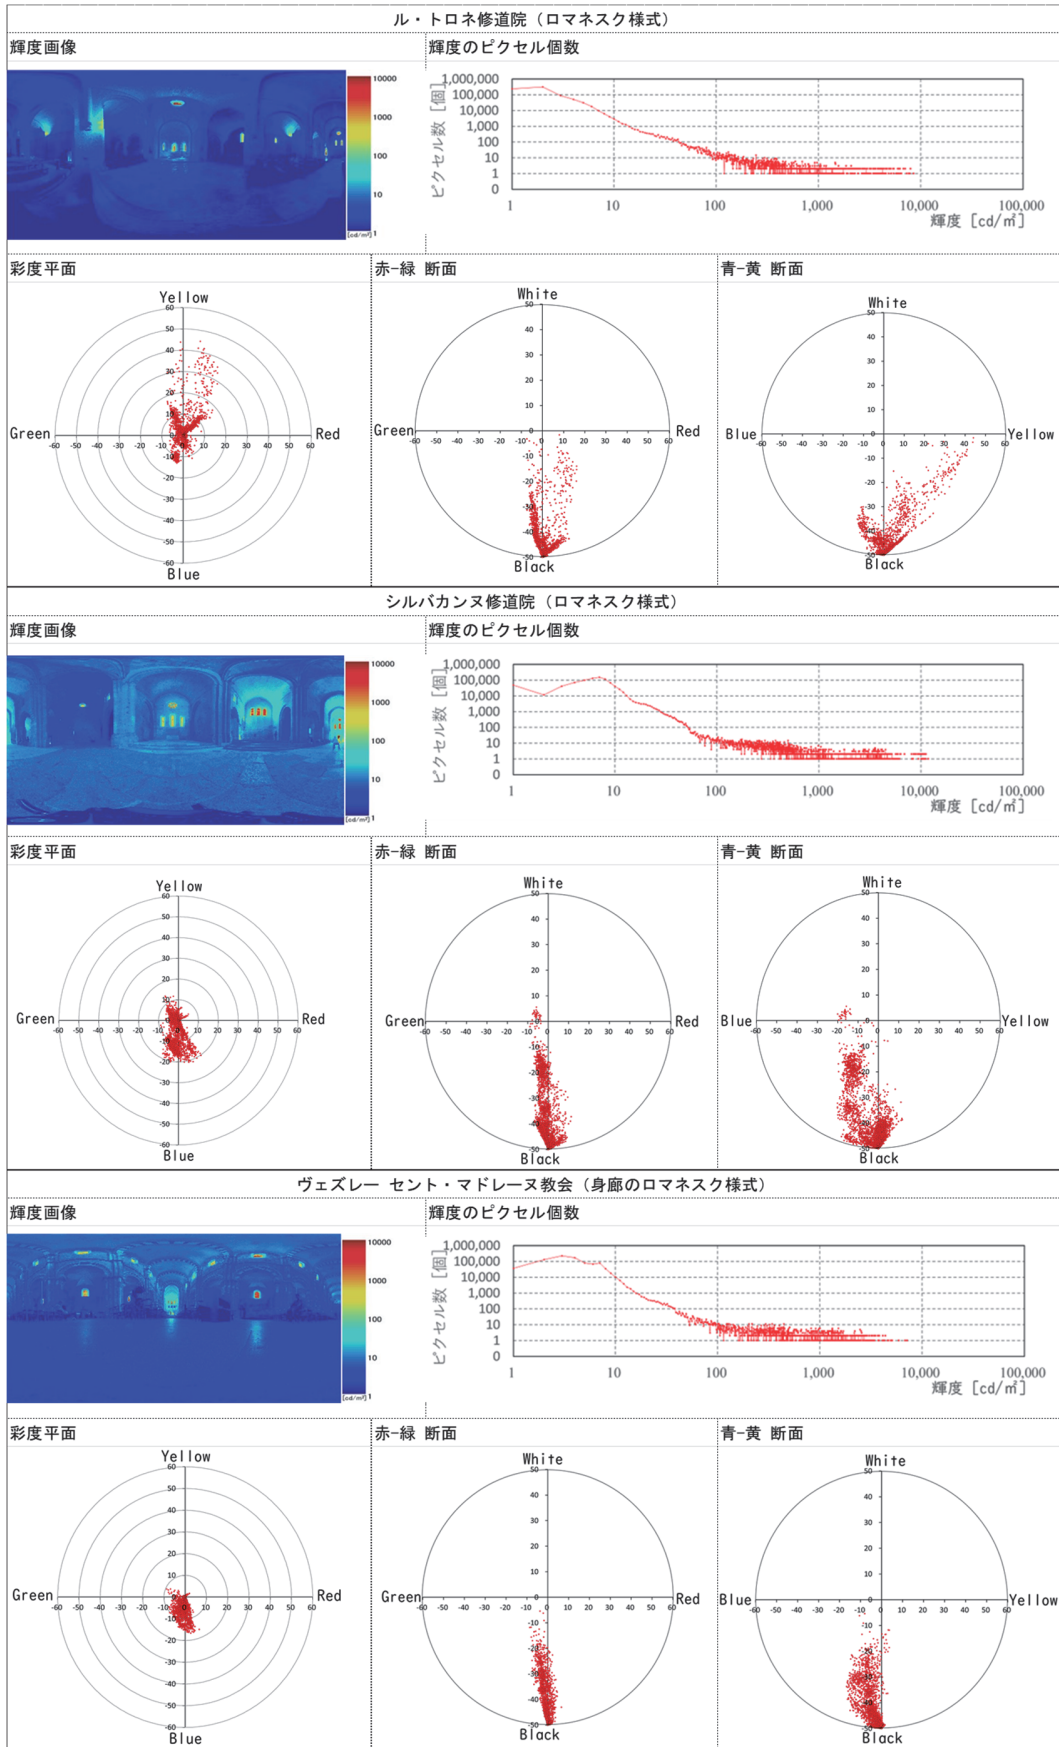 ル・トロネ修道院（ロマネスク様式）
輝度画像
輝度のピクセル個数
10000
1000
100
10
[cd/㎡] 1
ピクセル数 [個]
1,000,000
100,000
10,000
1,000
100
10
1
0
1 10 100 1,000 10,000 100,000
輝度 [cd/㎡]
彩度平面
赤-緑 断面
青-黄 断面
Yellow
Green
Red
Blue
White
Green
Red
Black
White
Blue
Yellow
Black
シルバカンヌ修道院（ロマネスク様式）
輝度画像
輝度のピクセル個数
10000
1000
100
10
[cd/㎡] 1
ピクセル数 [個]
1,000,000
100,000
10,000
1,000
100
10
1
0
1 10 100 1,000 10,000 100,000
輝度 [cd/㎡]
彩度平面
赤-緑 断面
青-黄 断面
Yellow
Green
Red
Blue
White
Green
Red
Black
White
Blue
Yellow
Black
ヴェズレー セント・マドレーヌ教会（身廊のロマネスク様式）
輝度画像
輝度のピクセル個数
10000
1000
100
10
[cd/㎡] 1
ピクセル数 [個]
1,000,000
100,000
10,000
1,000
100
10
1
0
1 10 100 1,000 10,000 100,000
輝度 [cd/㎡]
彩度平面
赤-緑 断面
青-黄 断面
Yellow
Green
Red
Blue
White
Green
Red
Black
White
Blue
Yellow
Black